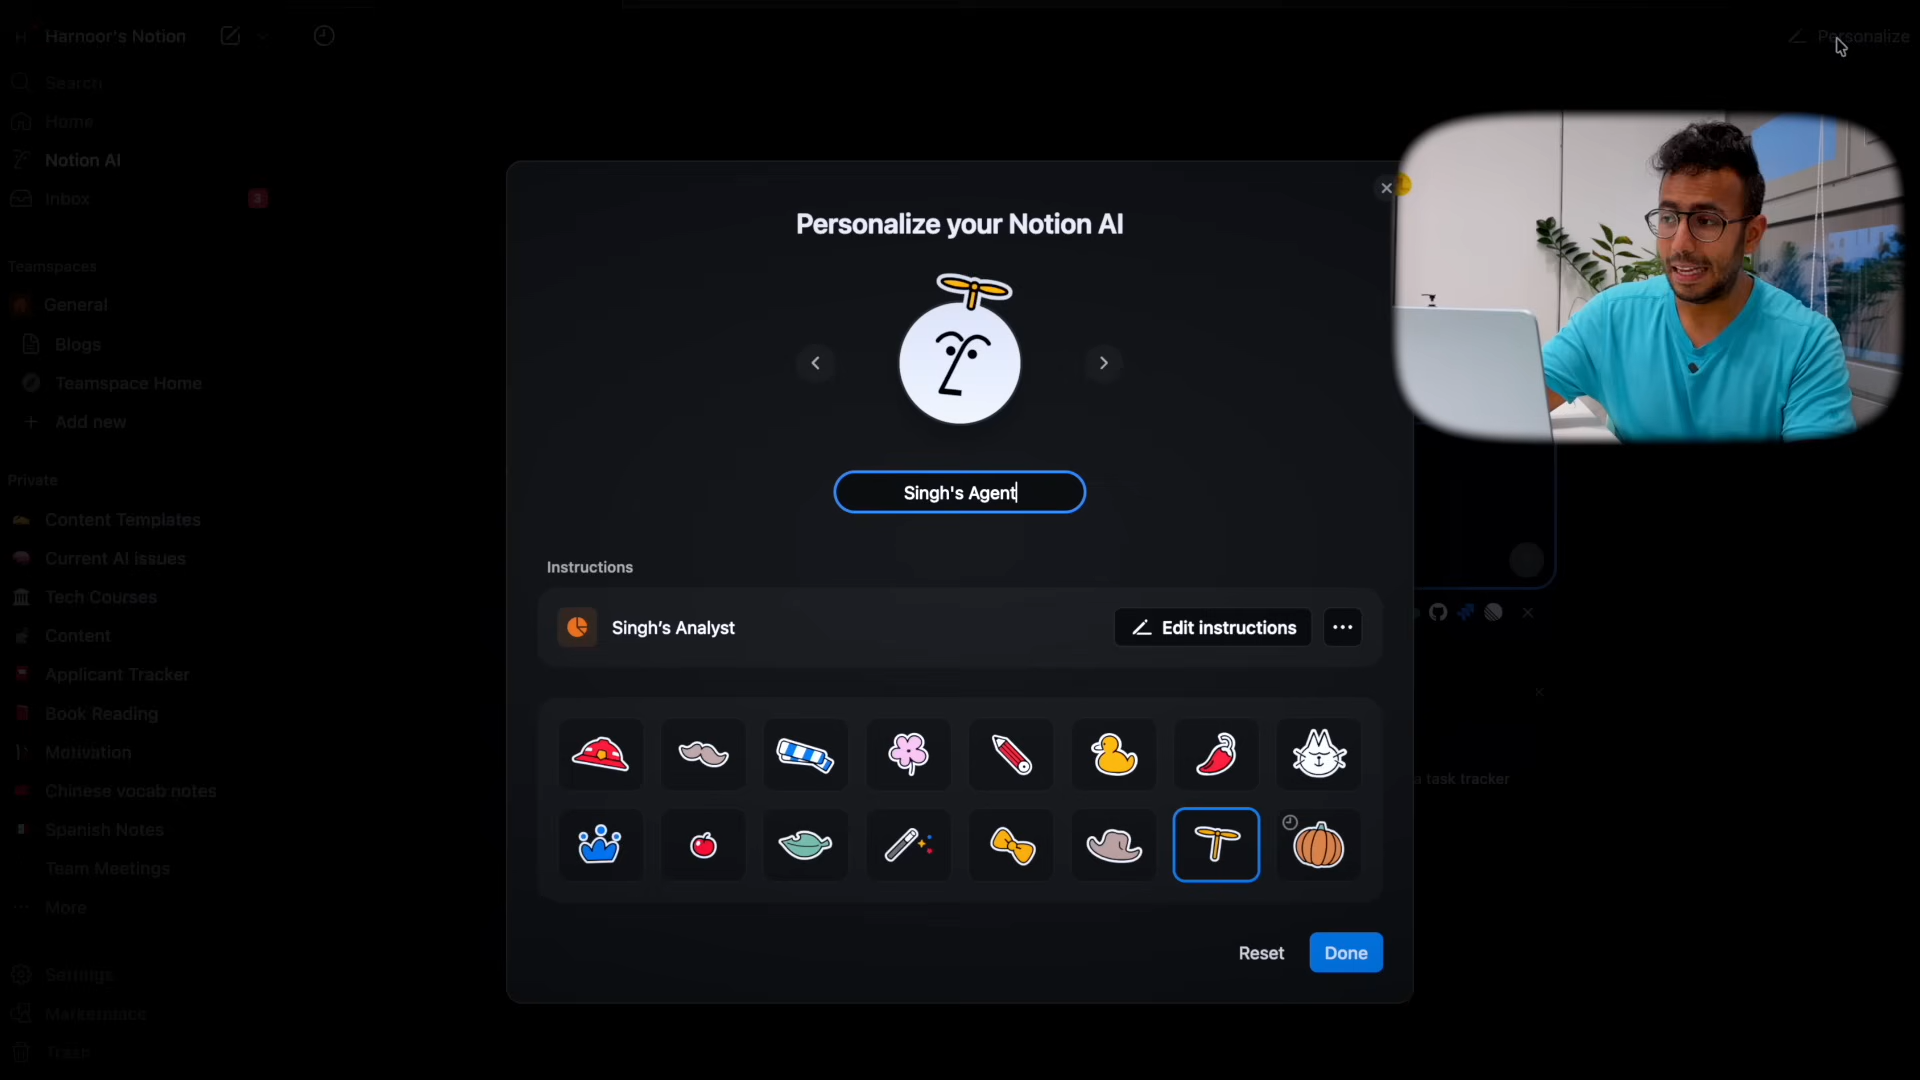 Harnoor's Notion
Personalize
Search
Home
Notion AI
Inbox
3
Teamspaces
General
Blogs
Teamspace Home
Add new
Private
Content Templates
Current AI issues
Tech Courses
Content
Applicant Tracker
Book Reading
Motivation
Chinese vocab notes
Spanish Notes
Team Meetings
More
Settings
Marketplace
Trash
Personalize your Notion AI
Singh's Agent
Instructions
Singh’s Analyst
Edit instructions
Reset
Done
a task tracker